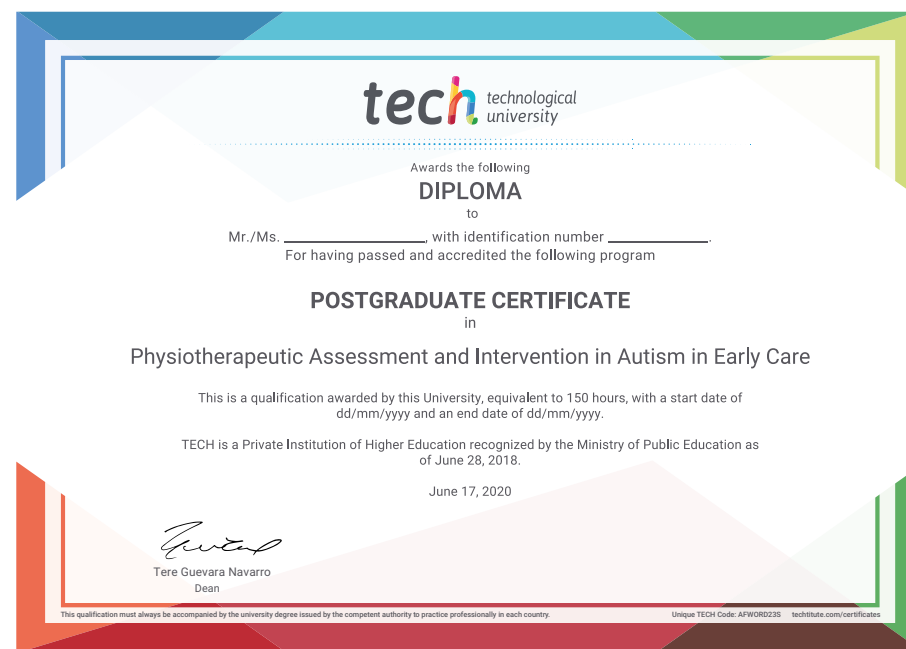 tech technological
university
Awards the following
DIPLOMA
to
Mr./Ms. ____________, with identification number ____________.
For having passed and accredited the following program
POSTGRADUATE CERTIFICATE
in
Physiotherapeutic Assessment and Intervention in Autism in Early Care
This is a qualification awarded by this University, equivalent to 150 hours, with a start date of
dd/mm/yyyy and an end date of dd/mm/yyyy.
TECH is a Private Institution of Higher Education recognized by the Ministry of Public Education as
of June 28, 2018.
June 17, 2020
Tere Guevara Navarro
Dean
This qualification must always be accompanied by the university degree issued by the competent authority to practice professionally in each country. Unique TECH Code: AFWORD23S techtitute.com/certificates